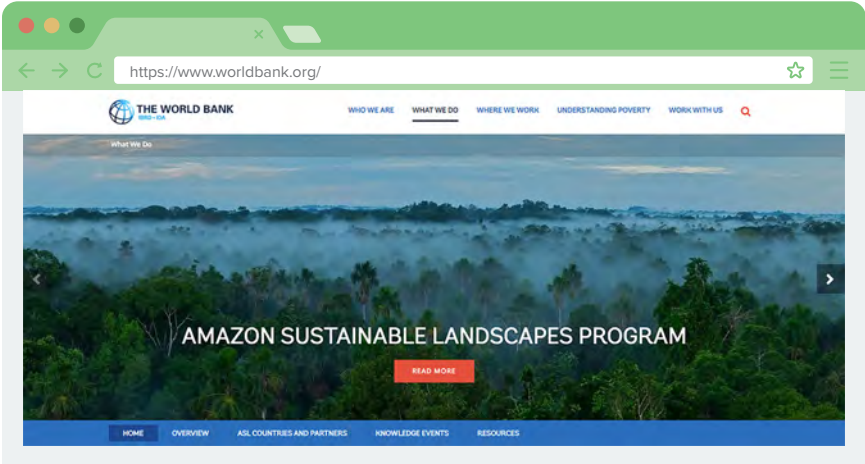 https://www.worldbank.org/
THE WORLD BANK
IBRD • IDA
WHO WE ARE WHAT WE DO WHERE WE WORK UNDERSTANDING POVERTY WORK WITH US
What We Do
AMAZON SUSTAINABLE LANDSCAPES PROGRAM
READ MORE
HOME OVERVIEW ASL COUNTRIES AND PARTNERS KNOWLEDGE EVENTS RESOURCES